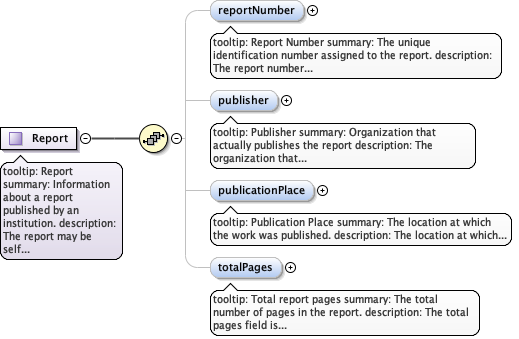 reportNumber
tooltip: Report Number summary: The unique
identification number assigned to the report. description:
The report number...
publisher
tooltip: Publisher summary: Organization that
actually publishes the report description: The
organization that...
Report
tooltip: Report
summary: Information
about a report
published by an
institution. description:
The report may be
self...
publicationPlace
tooltip: Publication Place summary: The location at which
the work was published. description: The location at which...
totalPages
tooltip: Total report pages summary: The total
number of pages in the report. description: The total
pages field is...